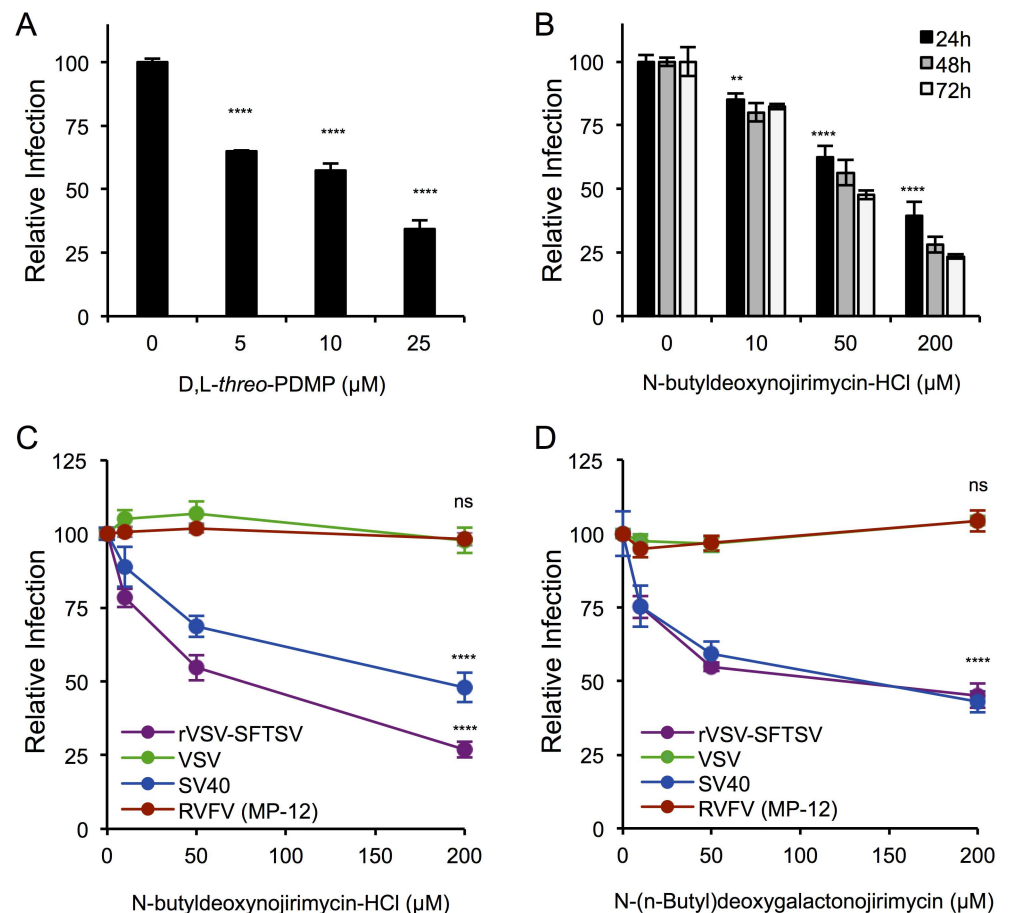 A
Relative Infection
100
75
50
25
0
****
****
****
0 5 10 25
D,L-threo-PDMP (µM)
B
Relative Infection
100
75
50
25
0
24h
48h
72h
**
****
****
0 10 50 200
N-butyldeoxynojirimycin-HCl (µM)
C
Relative Infection
125
100
75
50
25
0
ns
****
****
rVSV-SFTSV
VSV
SV40
RVFV (MP-12)
0 50 100 150 200
N-butyldeoxynojirimycin-HCl (µM)
D
Relative Infection
125
100
75
50
25
0
ns
****
rVSV-SFTSV
VSV
SV40
RVFV (MP-12)
0 50 100 150 200
N-(n-Butyl)deoxygalactonojirimycin (µM)